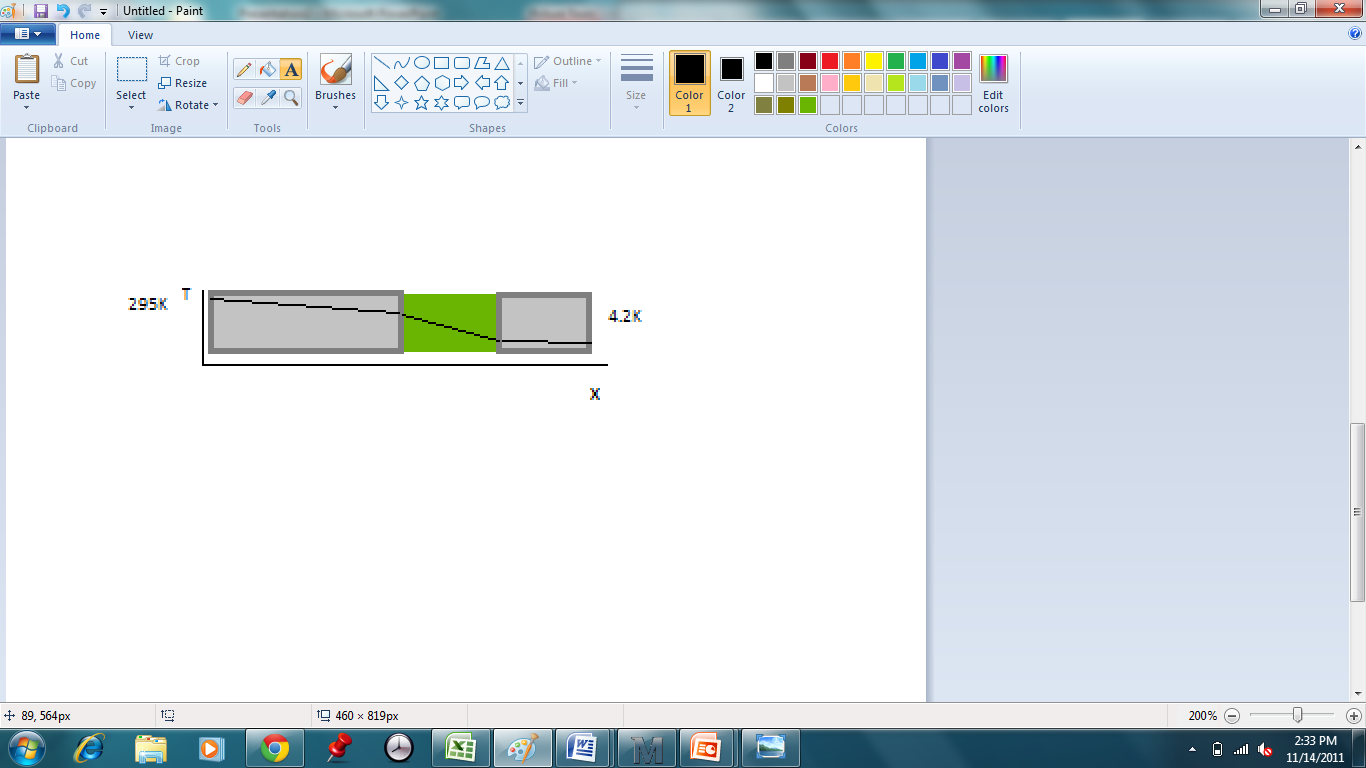 Untitled - Paint
Home View
Paste
Cut
Copy
Clipboard
Select
Crop
Resize
Rotate
Image
A
Tools
Brushes
Outline
Fill
Shapes
Size
Color 1
Color 2
Edit colors
Colors
295K
T
4.2K
X
89, 564px
460 × 819px
200%
2:33 PM
11/14/2011